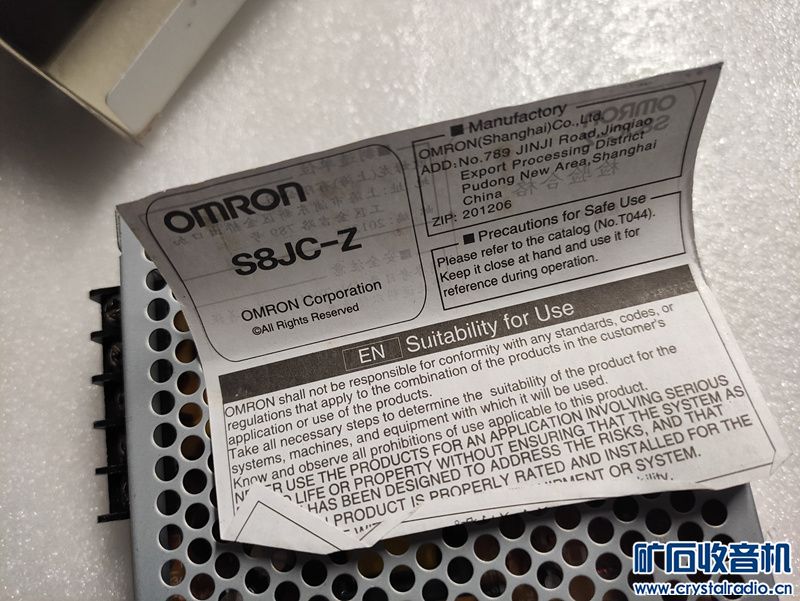 OMRON
S8JC-Z
OMRON Corporation
©All Rights Reserved
■ Manufactory
OMRON(Shanghai)Co.,Ltd.
ADD:No.789 JINJI Road,Jinqiao
Export Processing District
Pudong New Area,Shanghai
China
ZIP: 201206
■ Precautions for Safe Use
Please refer to the catalog (No.T044).
Keep it close at hand and use it for
reference during operation.
EN Suitability for Use
OMRON shall not be responsible for conformity with any standards, codes, or
regulations that apply to the combination of the products in the customer's
application or use of the products.
Take all necessary steps to determine the suitability of the product for the
systems, machines, and equipment with which it will be used.
Know and observe all prohibitions of use applicable to this product.
NEVER USE THE PRODUCTS FOR AN APPLICATION INVOLVING SERIOUS
TO LIFE OR PROPERTY WITHOUT ENSURING THAT THE SYSTEM AS
HAS BEEN DESIGNED TO ADDRESS THE RISKS, AND THAT
PRODUCT IS PROPERLY RATED AND INSTALLED FOR THE
OR SYSTEM.
矿石收音机
www.crystalradio.cn